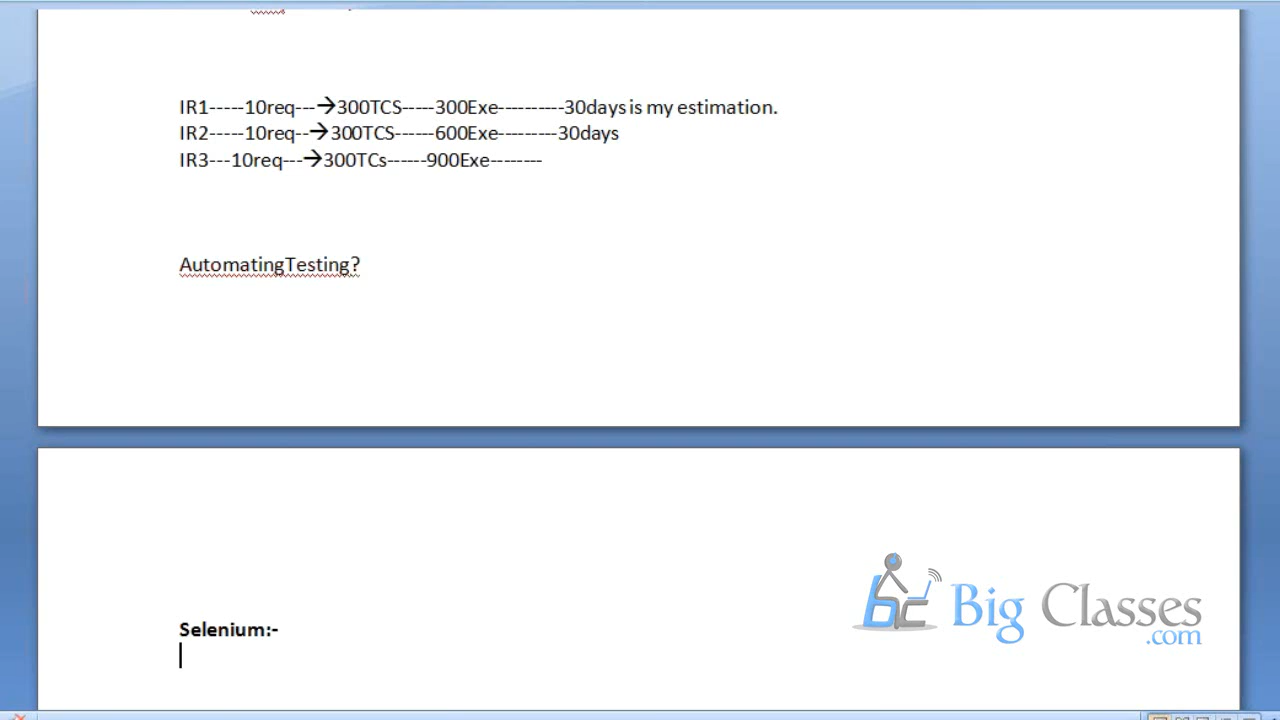 IR1-----10req---→300TCS-----300Exe----------30days is my estimation.
IR2-----10req--→300TCS------600Exe---------30days
IR3---10req---→300TCs------900Exe--------
AutomatingTesting?
Selenium:-
bc Big Classes
.com